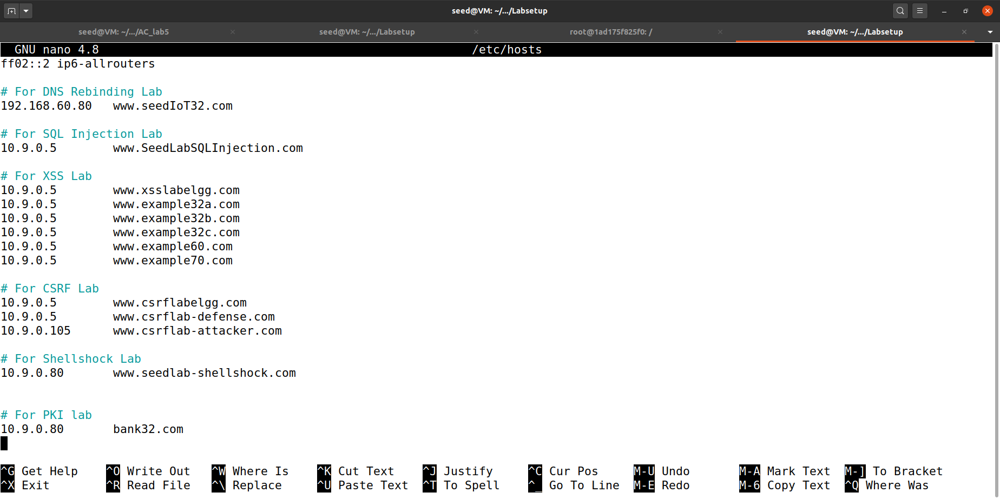 seed@VM: ~/.../Labsetup
seed@VM: ~/.../AC_lab5 seed@VM: ~/.../Labsetup root@1ad175f825f0: / seed@VM: ~/.../Labsetup
GNU nano 4.8 /etc/hosts
ff02::2 ip6-allrouters
# For DNS Rebinding Lab
192.168.60.80 www.seedIoT32.com
# For SQL Injection Lab
10.9.0.5 www.SeedLabSQLInjection.com
# For XSS Lab
10.9.0.5 www.xsslabelgg.com
10.9.0.5 www.example32a.com
10.9.0.5 www.example32b.com
10.9.0.5 www.example32c.com
10.9.0.5 www.example60.com
10.9.0.5 www.example70.com
# For CSRF Lab
10.9.0.5 www.csrflabelgg.com
10.9.0.5 www.csrflab-defense.com
10.9.0.105 www.csrflab-attacker.com
# For Shellshock Lab
10.9.0.80 www.seedlab-shellshock.com
# For PKI lab
10.9.0.80 bank32.com
^G Get Help ^O Write Out ^W Where Is ^K Cut Text ^J Justify ^C Cur Pos M-U Undo M-A Mark Text M-] To Bracket
^X Exit ^R Read File ^\ Replace ^U Paste Text ^T To Spell ^_ Go To Line M-E Redo M-6 Copy Text ^Q Where Was